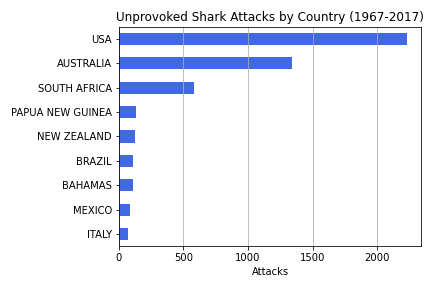 Unprovoked Shark Attacks by Country (1967-2017)
USA
AUSTRALIA
SOUTH AFRICA
PAPUA NEW GUINEA
NEW ZEALAND
BRAZIL
BAHAMAS
MEXICO
ITALY
0 500 1000 1500 2000
Attacks